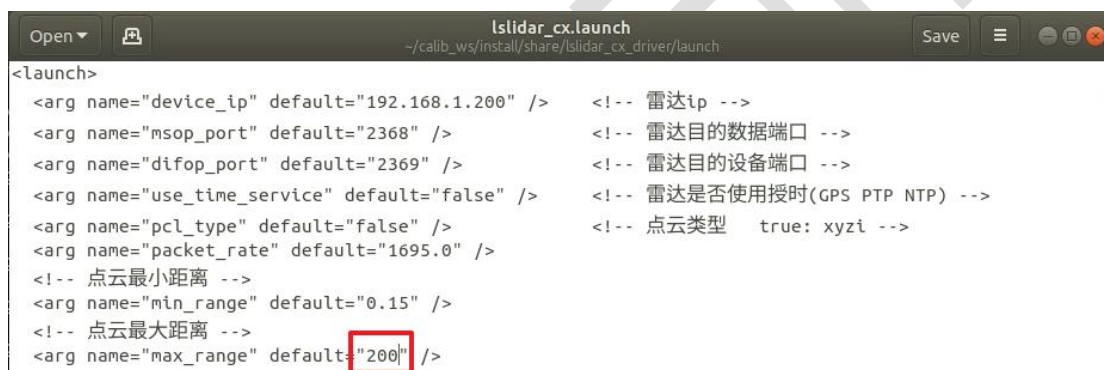 Open
lslidar_cx.launch
~/calib_ws/install/share/lslidar_cx_driver/launch
Save
<launch>
<arg name="device_ip" default="192.168.1.200" /> <!-- 雷达ip -->
<arg name="msop_port" default="2368" /> <!-- 雷达目的数据端口 -->
<arg name="difop_port" default="2369" /> <!-- 雷达目的设备端口 -->
<arg name="use_time_service" default="false" /> <!-- 雷达是否使用授时(GPS PTP NTP) -->
<arg name="pcl_type" default="false" /> <!-- 点云类型 true: xyzi -->
<arg name="packet_rate" default="1695.0" />
<!-- 点云最小距离 -->
<arg name="min_range" default="0.15" />
<!-- 点云最大距离 -->
<arg name="max_range" default="200" />